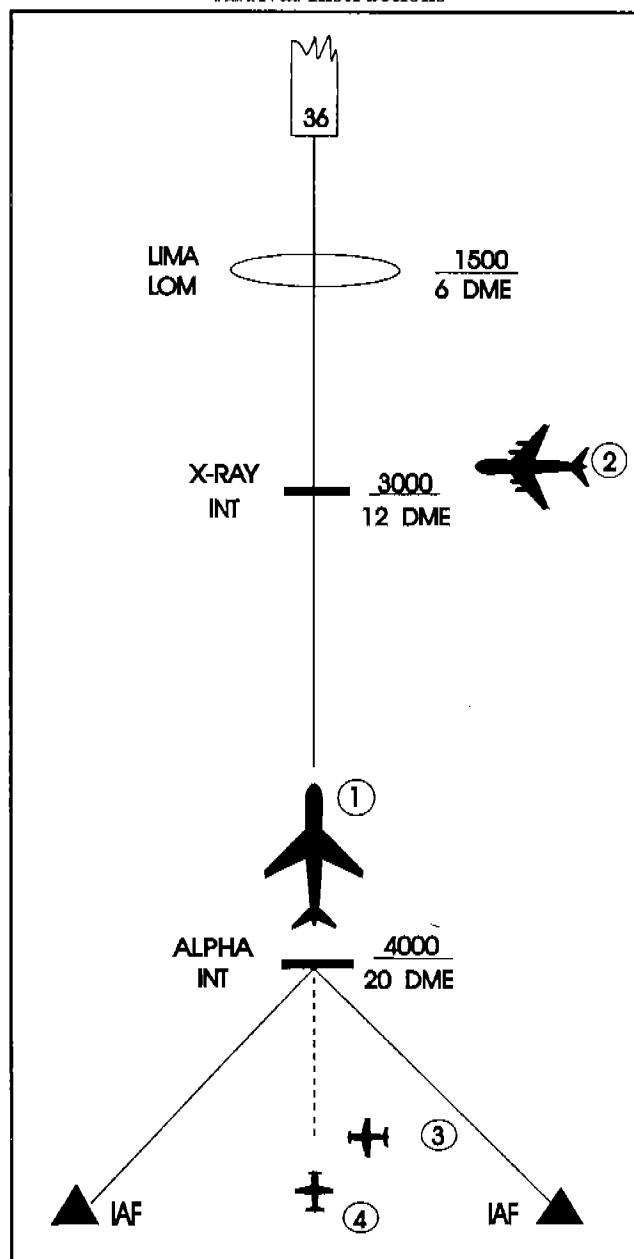 36
LIMA
LOM
1500
6 DME
②
X-RAY
INT
3000
12 DME
①
ALPHA
INT
4000
20 DME
③
④
IAF
IAF